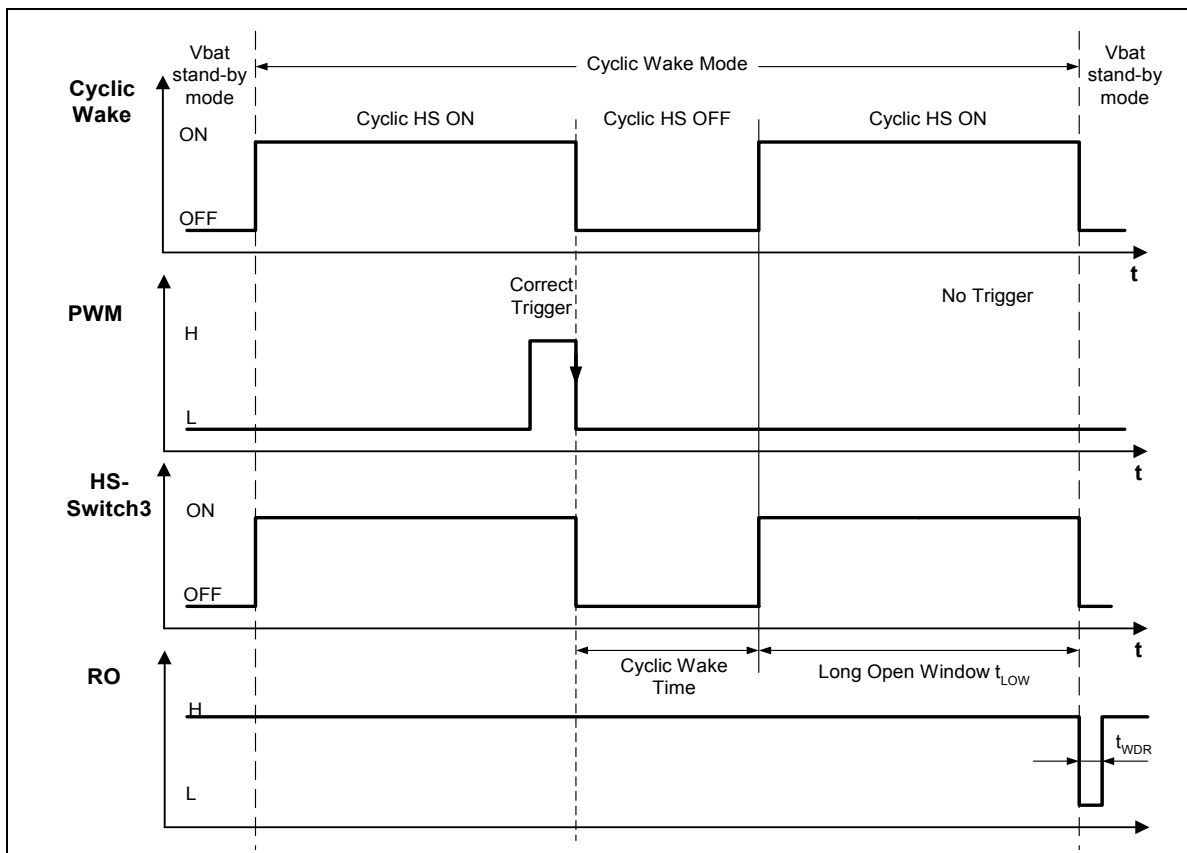 Vbat
stand-by
mode
Cyclic Wake Mode
Vbat
stand-by
mode
Cyclic
Wake
Cyclic HS ON
Cyclic HS OFF
Cyclic HS ON
ON
OFF
t
PWM
Correct
Trigger
No Trigger
H
L
t
HS-
Switch3
ON
OFF
t
RO
Cyclic Wake
Time
Long Open Window tLOW
H
tWDR
L
t